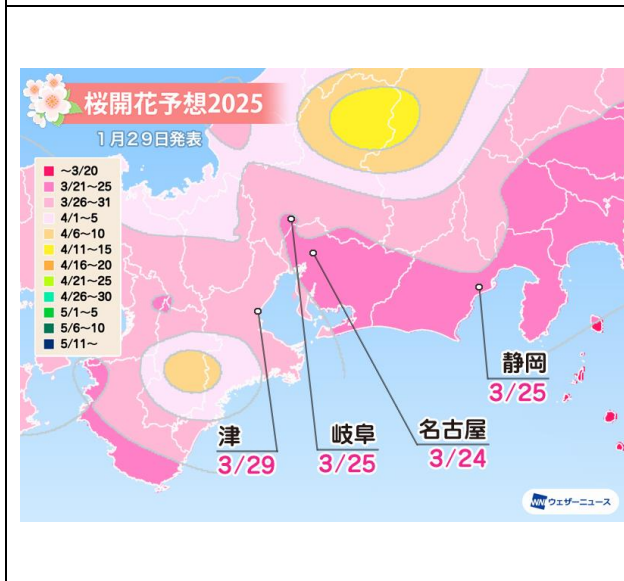 桜開花予想2025
1月29日発表
～3/20
3/21～25
3/26～31
4/1～5
4/6～10
4/11～15
4/16～20
4/21～25
4/26～30
5/1～5
5/6～10
5/11～
静岡
3/25
名古屋
3/24
岐阜
3/25
津
3/29
WNI ウェザーニュース